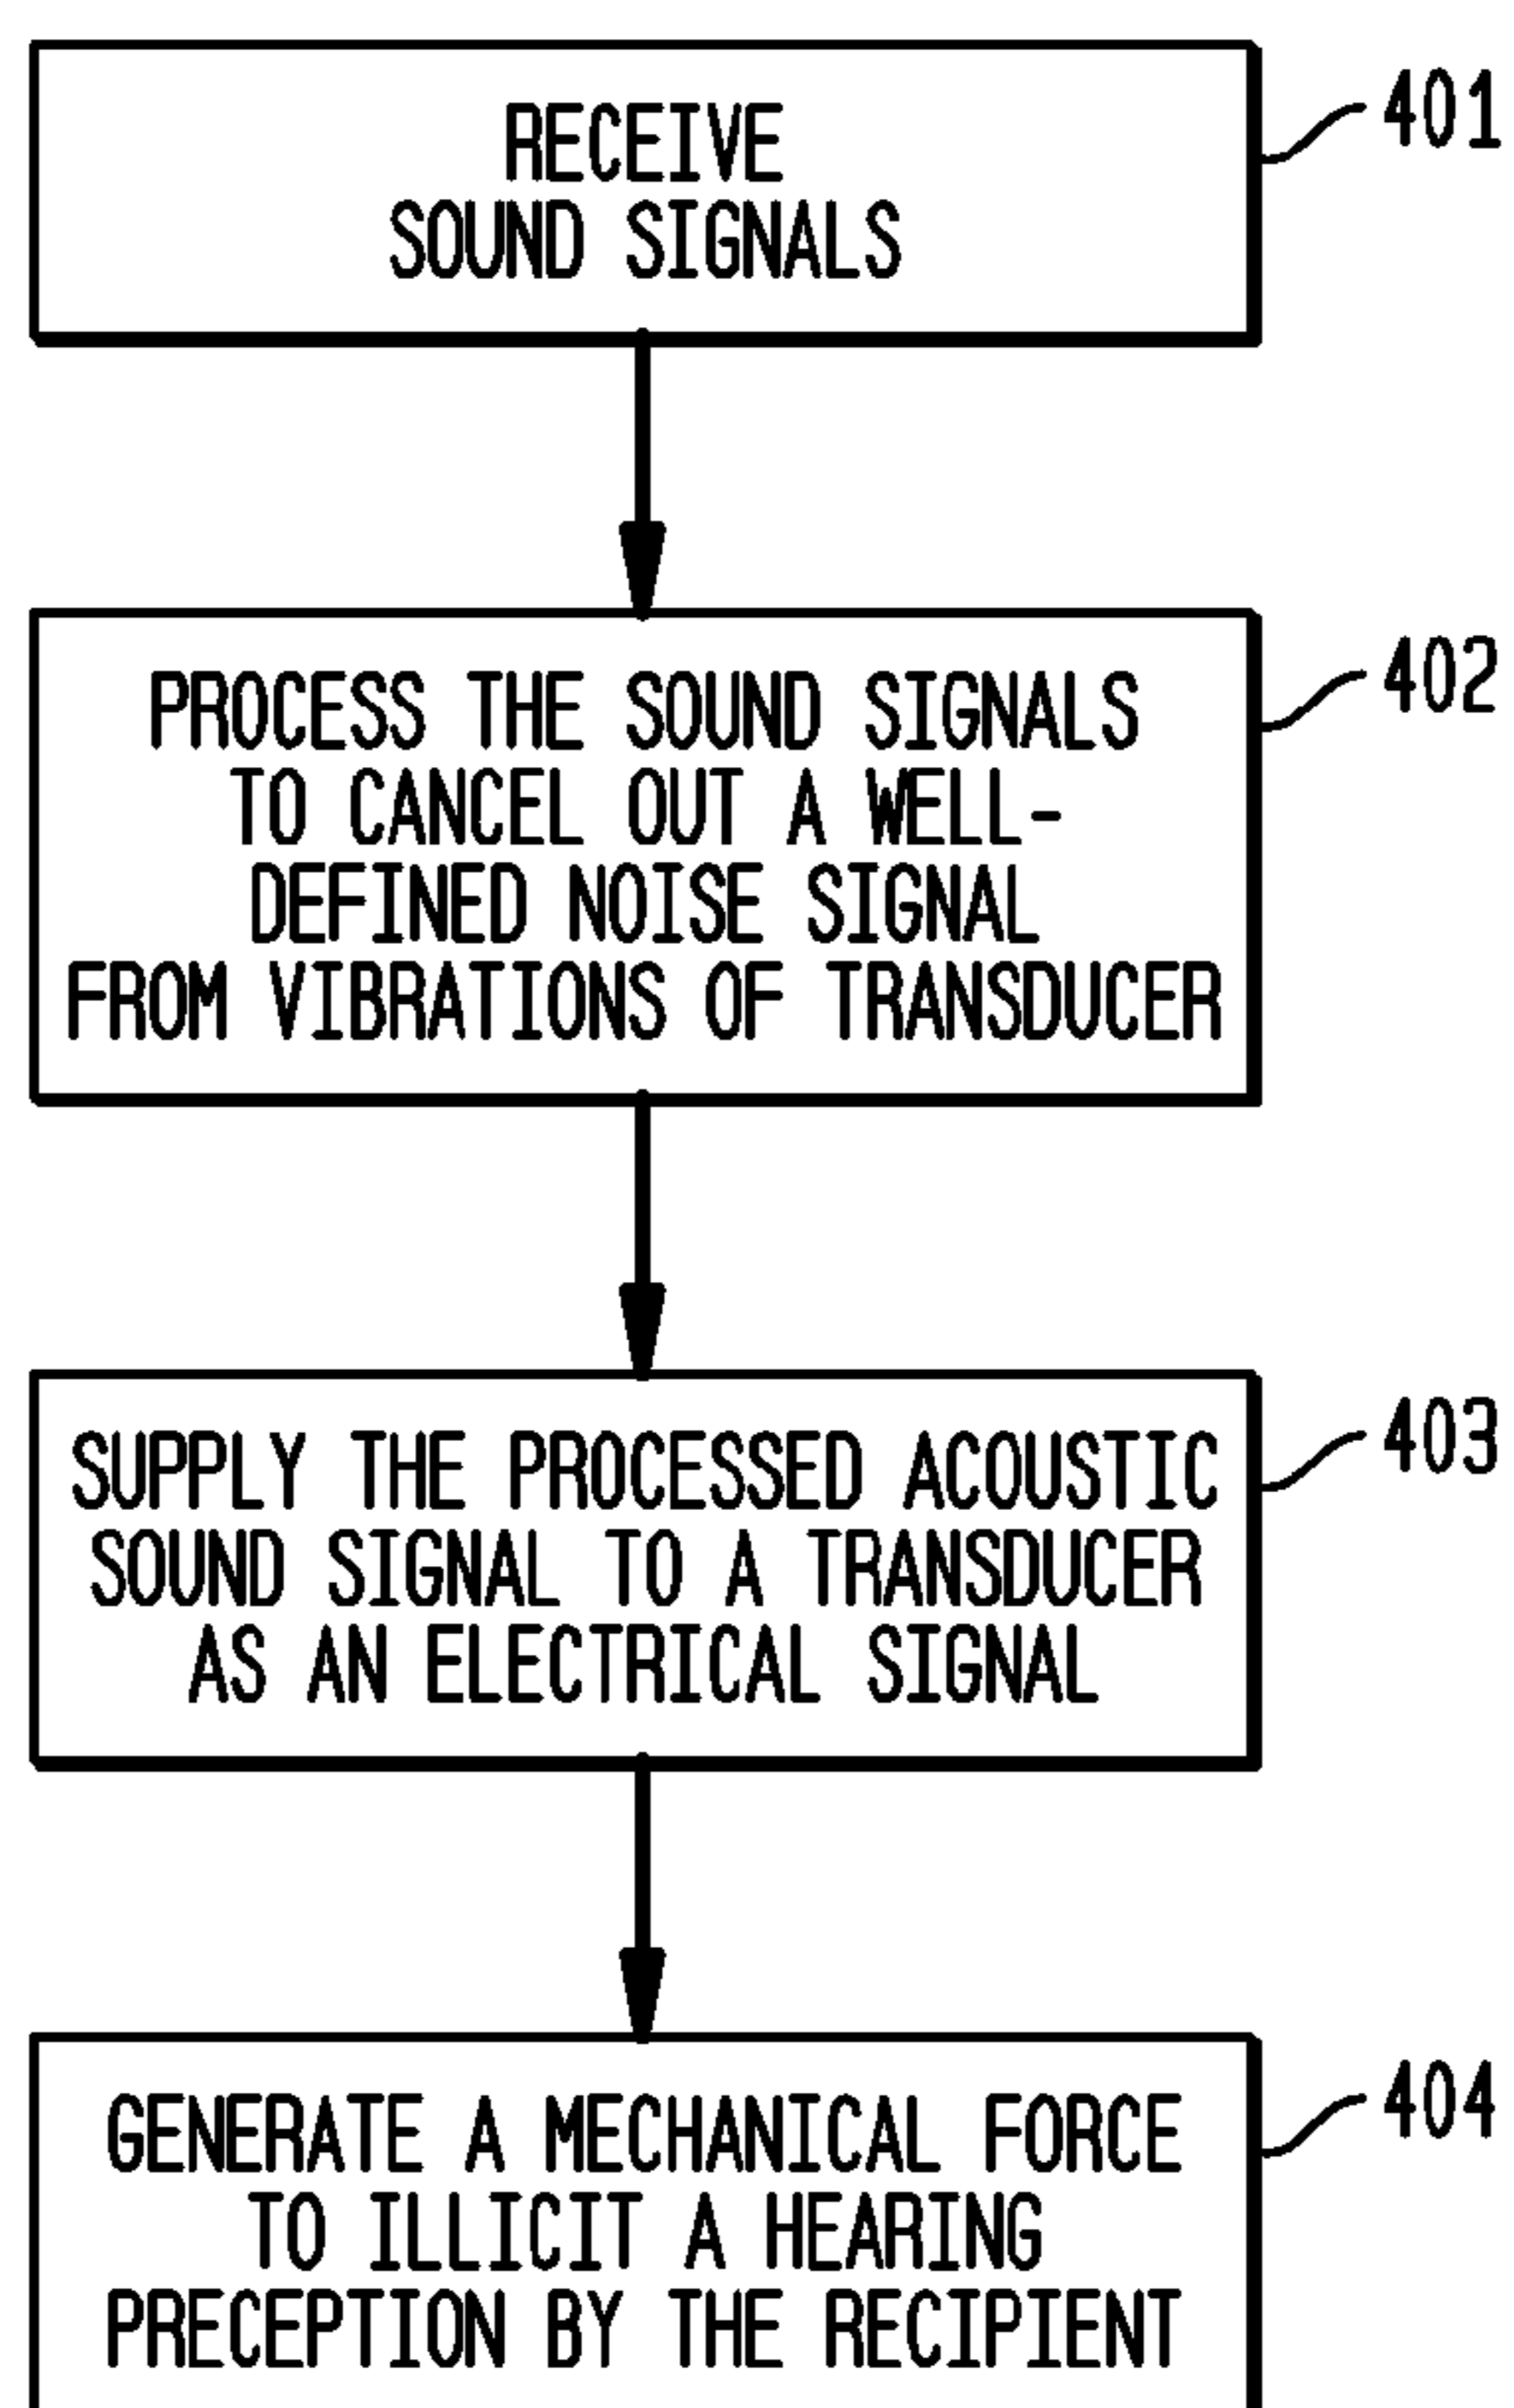 RECEIVE
SOUND SIGNALS
401
PROCESS THE SOUND SIGNALS
TO CANCEL OUT A WELL-
DEFINED NOISE SIGNAL
FROM VIBRATIONS OF TRANSDUCER
402
SUPPLY THE PROCESSED ACOUSTIC
SOUND SIGNAL TO A TRANSDUCER
AS AN ELECTRICAL SIGNAL
403
GENERATE A MECHANICAL FORCE
TO ILLICIT A HEARING
PRECEPTION BY THE RECIPIENT
404